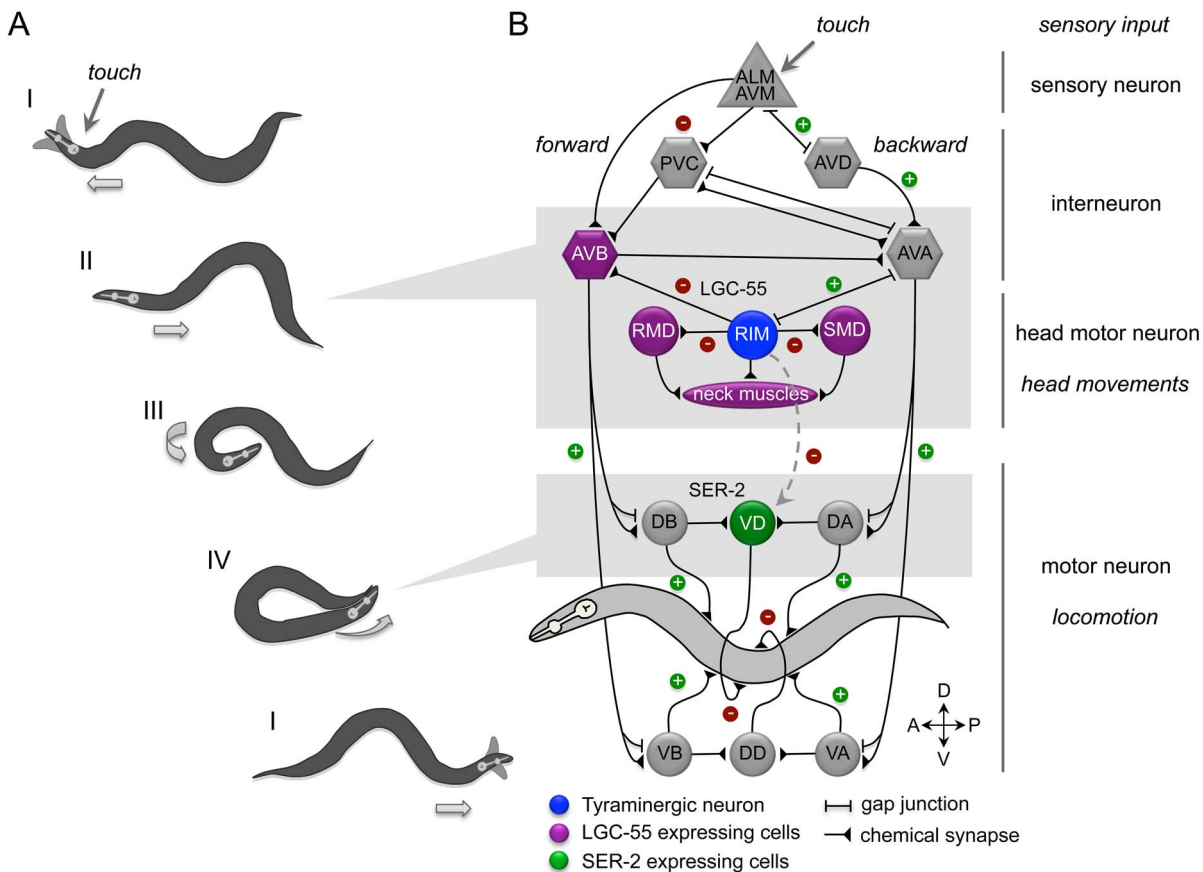 A
I
touch
II
III
IV
I
B
touch
sensory input
ALM
AVM
sensory neuron
forward
backward
-
+
PVC
AVD
+
interneuron
AVB
AVA
-
LGC-55
+
RMD
RIM
SMD
-
-
head motor neuron
neck muscles
head movements
+
-
+
SER-2
DB
VD
DA
+
+
motor neuron
-
locomotion
+
+
-
D
A
P
V
VB
DD
VA
Tyraminergic neuron
gap junction
LGC-55 expressing cells
chemical synapse
SER-2 expressing cells